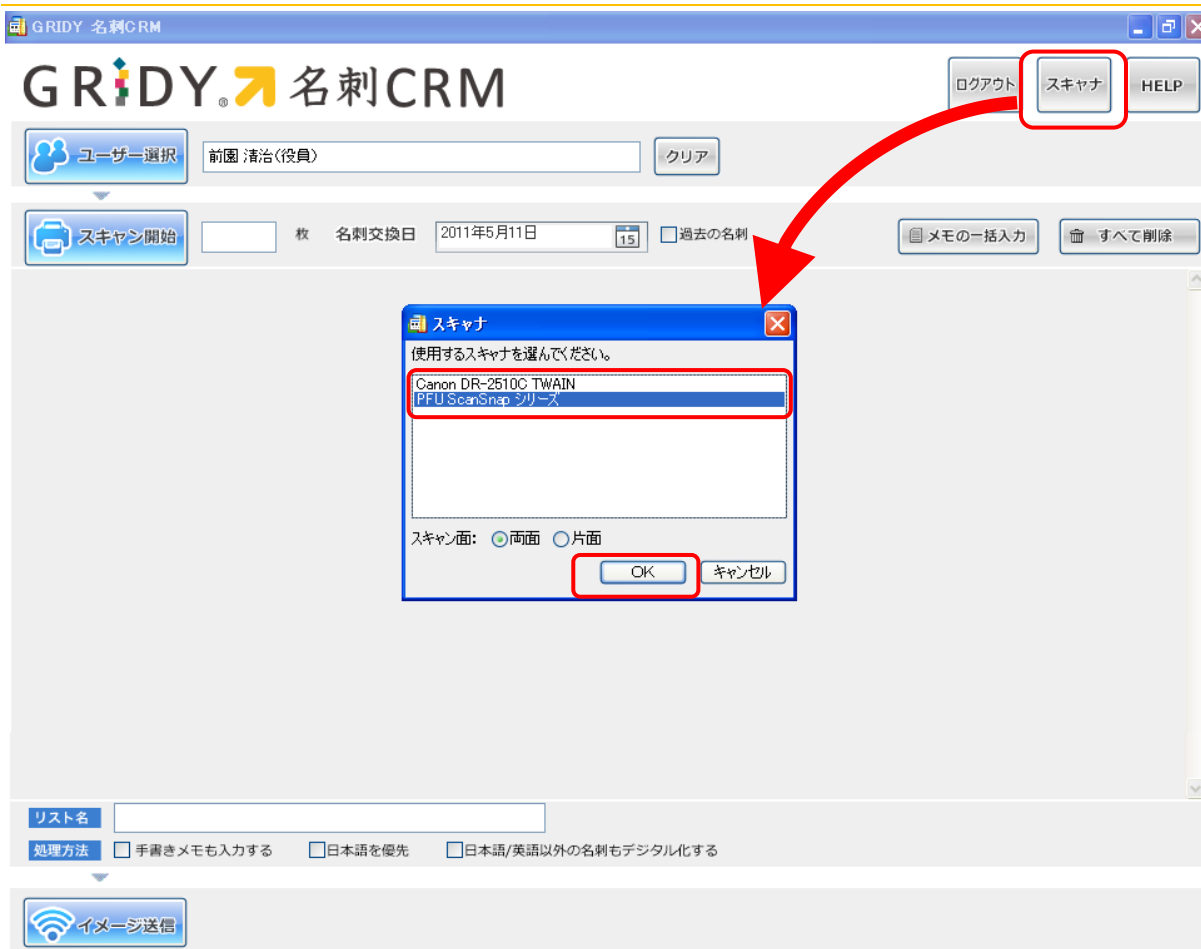 GRIDY 名刺CRM
GRiDY® 名刺CRM
ログアウト
スキャナ
HELP
ユーザー選択
前園 清治(役員)
クリア
スキャン開始
枚
名刺交換日
2011年5月11日
15
過去の名刺
メモの一括入力
すべて削除
スキャナ
使用するスキャナを選んでください。
Canon DR-2510C TWAIN
PFU ScanSnap シリーズ
スキャン面: 両面 片面
OK
キャンセル
リスト名
処理方法
手書きメモも入力する
日本語を優先
日本語/英語以外の名刺もデジタル化する
イメージ送信